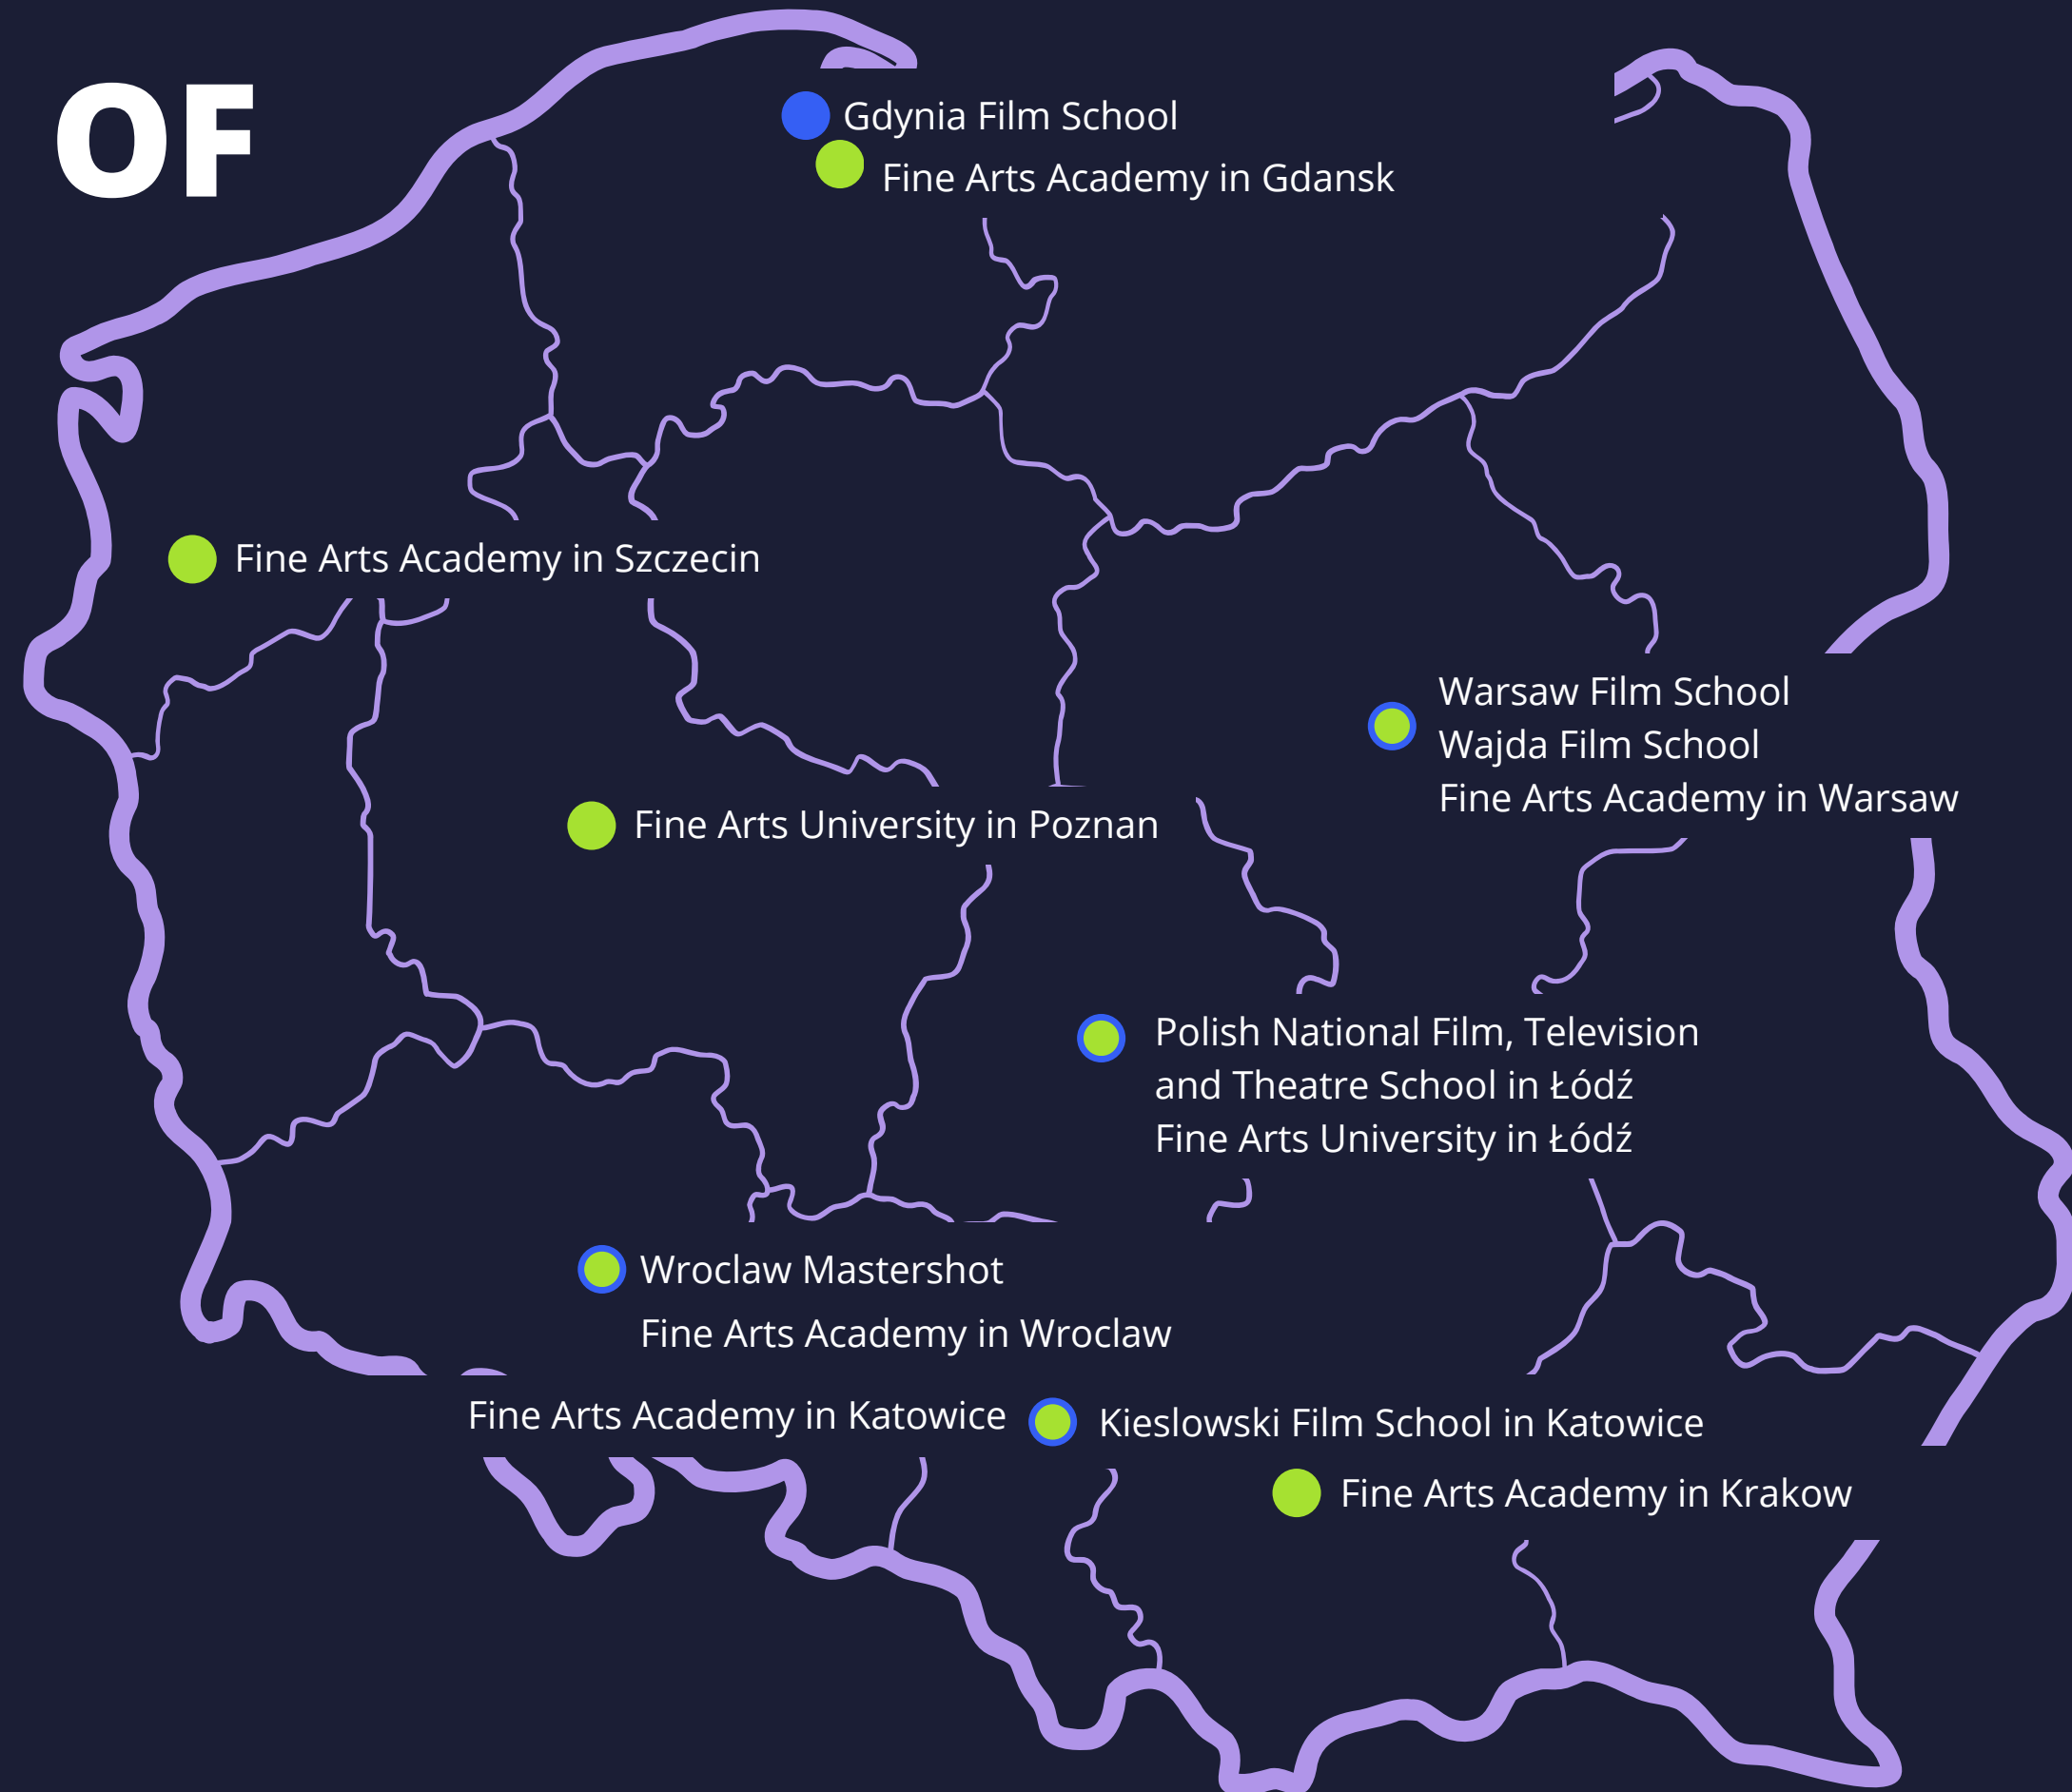 OF
Gdynia Film School
Fine Arts Academy in Gdansk
Fine Arts Academy in Szczecin
Warsaw Film School
Wajda Film School
Fine Arts Academy in Warsaw
Fine Arts University in Poznan
Polish National Film, Television
and Theatre School in Łódź
Fine Arts University in Łódź
Wroclaw Mastershot
Fine Arts Academy in Wroclaw
Fine Arts Academy in Katowice
Kieslowski Film School in Katowice
Fine Arts Academy in Krakow